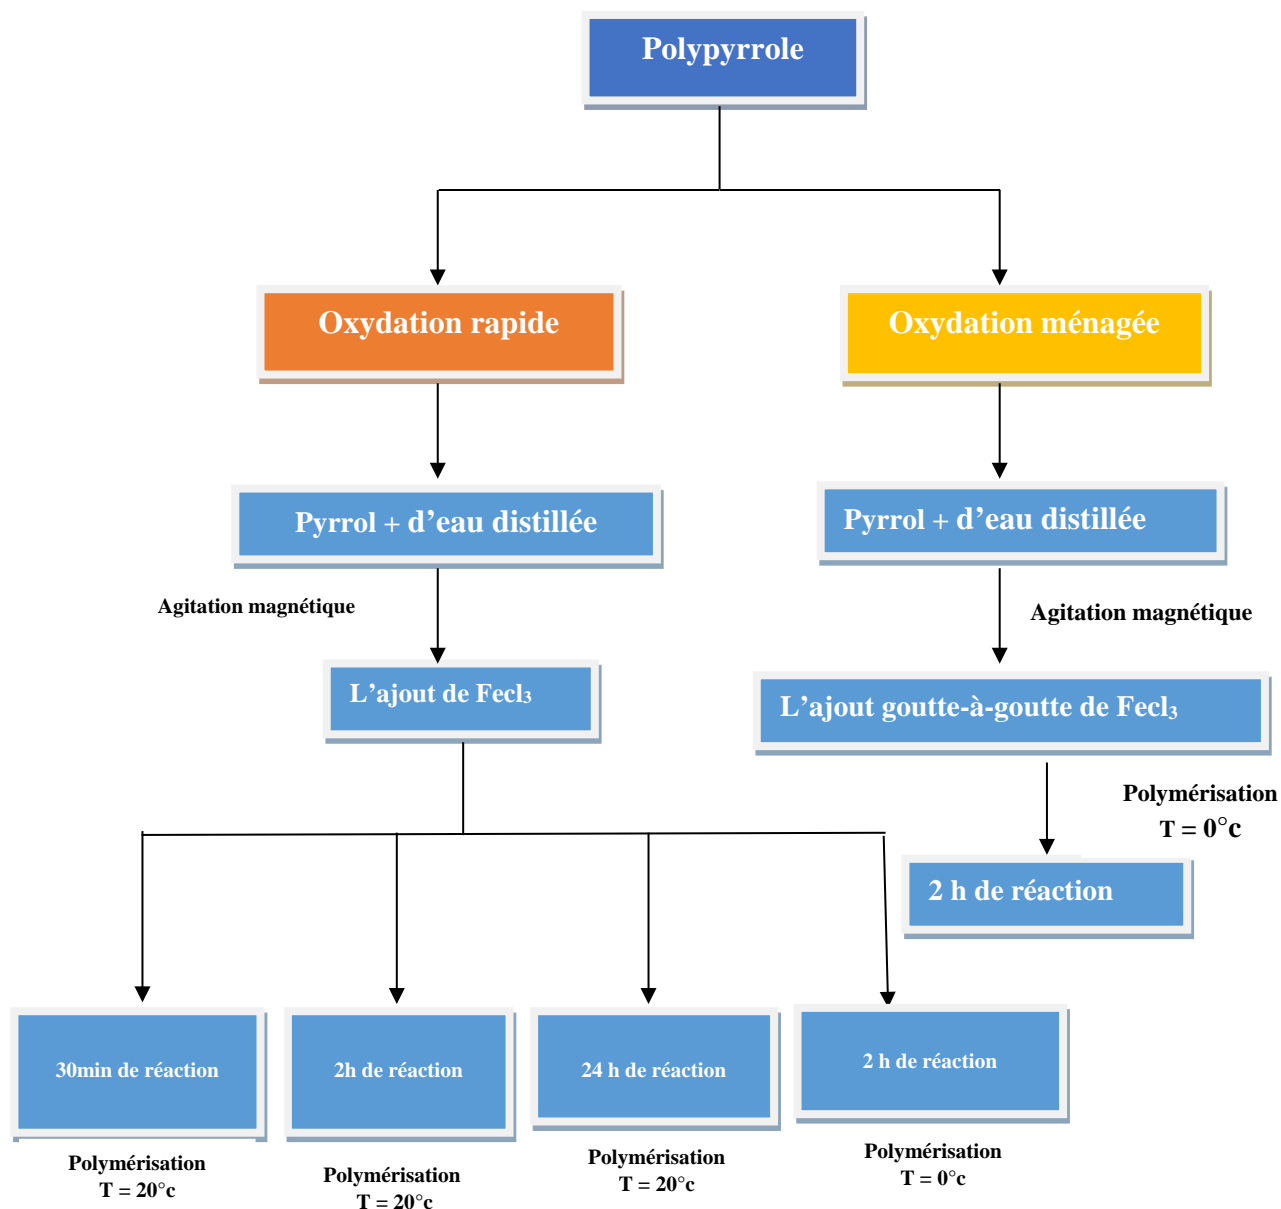 Polypyrrole
Oxydation rapide
Oxydation ménagée
Pyrrol + d’eau distillée
Pyrrol + d’eau distillée
Agitation magnétique
Agitation magnétique
L’ajout de Fecl₃
L’ajout goutte-à-goutte de Fecl₃
Polymérisation
T = 0°c
2 h de réaction
30min de réaction
2h de réaction
24 h de réaction
2 h de réaction
Polymérisation
T = 20°c
Polymérisation
T = 20°c
Polymérisation
T = 20°c
Polymérisation
T = 0°c